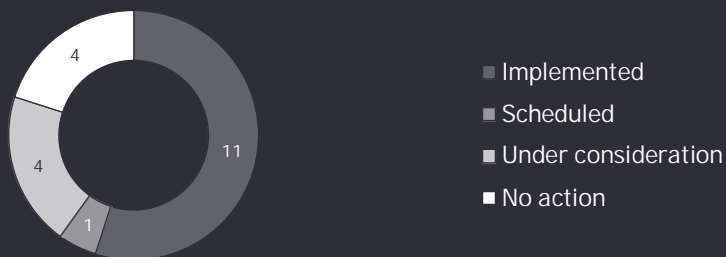 4
11
4
1
Implemented
Scheduled
Under consideration
No action